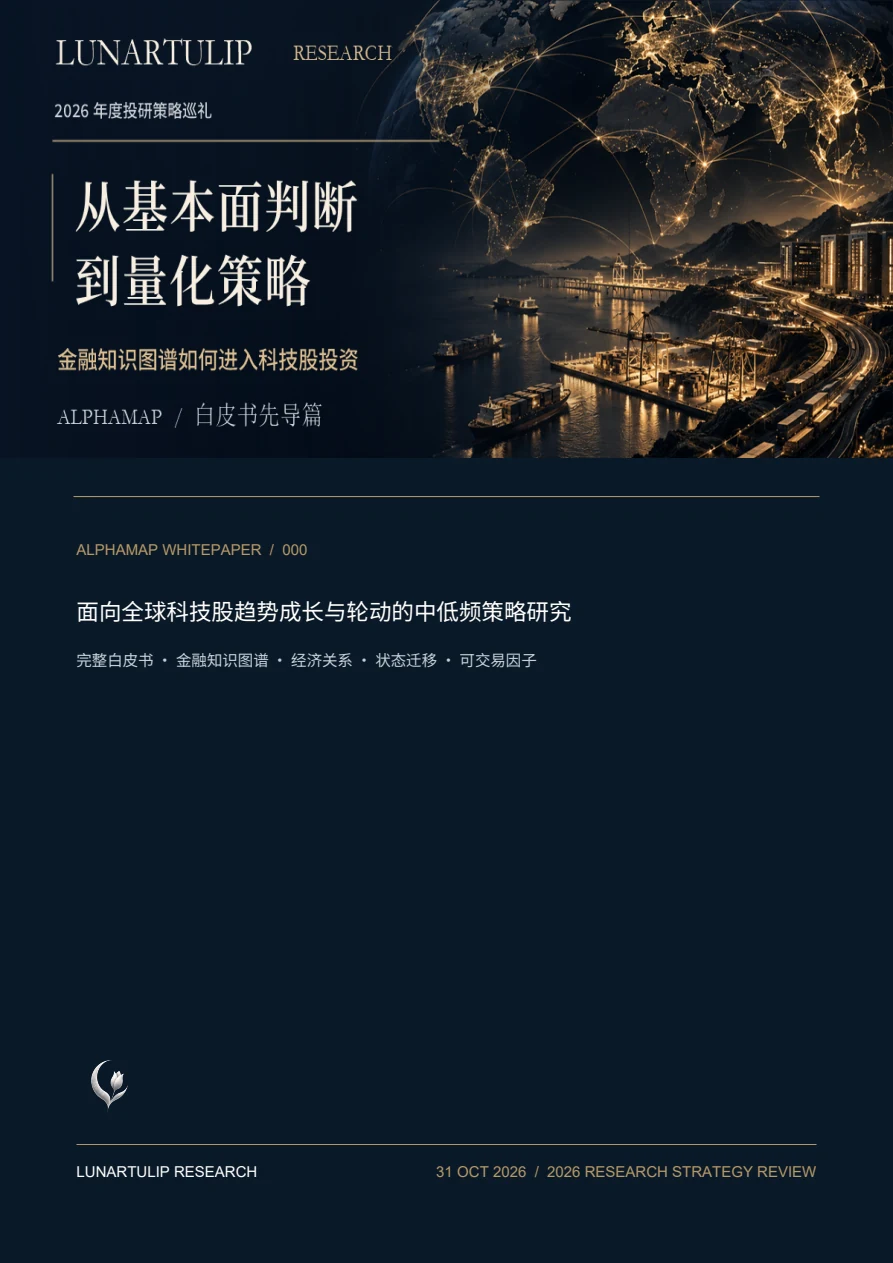 LUNARTULIP RESEARCH
2026 年度投研策略巡礼
从基本面判断
到量化策略
金融知识图谱如何进入科技股投资
ALPHAMAP / 白皮书先导篇
ALPHAMAP WHITEPAPER / 000
面向全球科技股趋势成长与轮动的中低频策略研究
完整白皮书 • 金融知识图谱 • 经济关系 • 状态迁移 • 可交易因子
LUNARTULIP RESEARCH
31 OCT 2026 / 2026 RESEARCH STRATEGY REVIEW